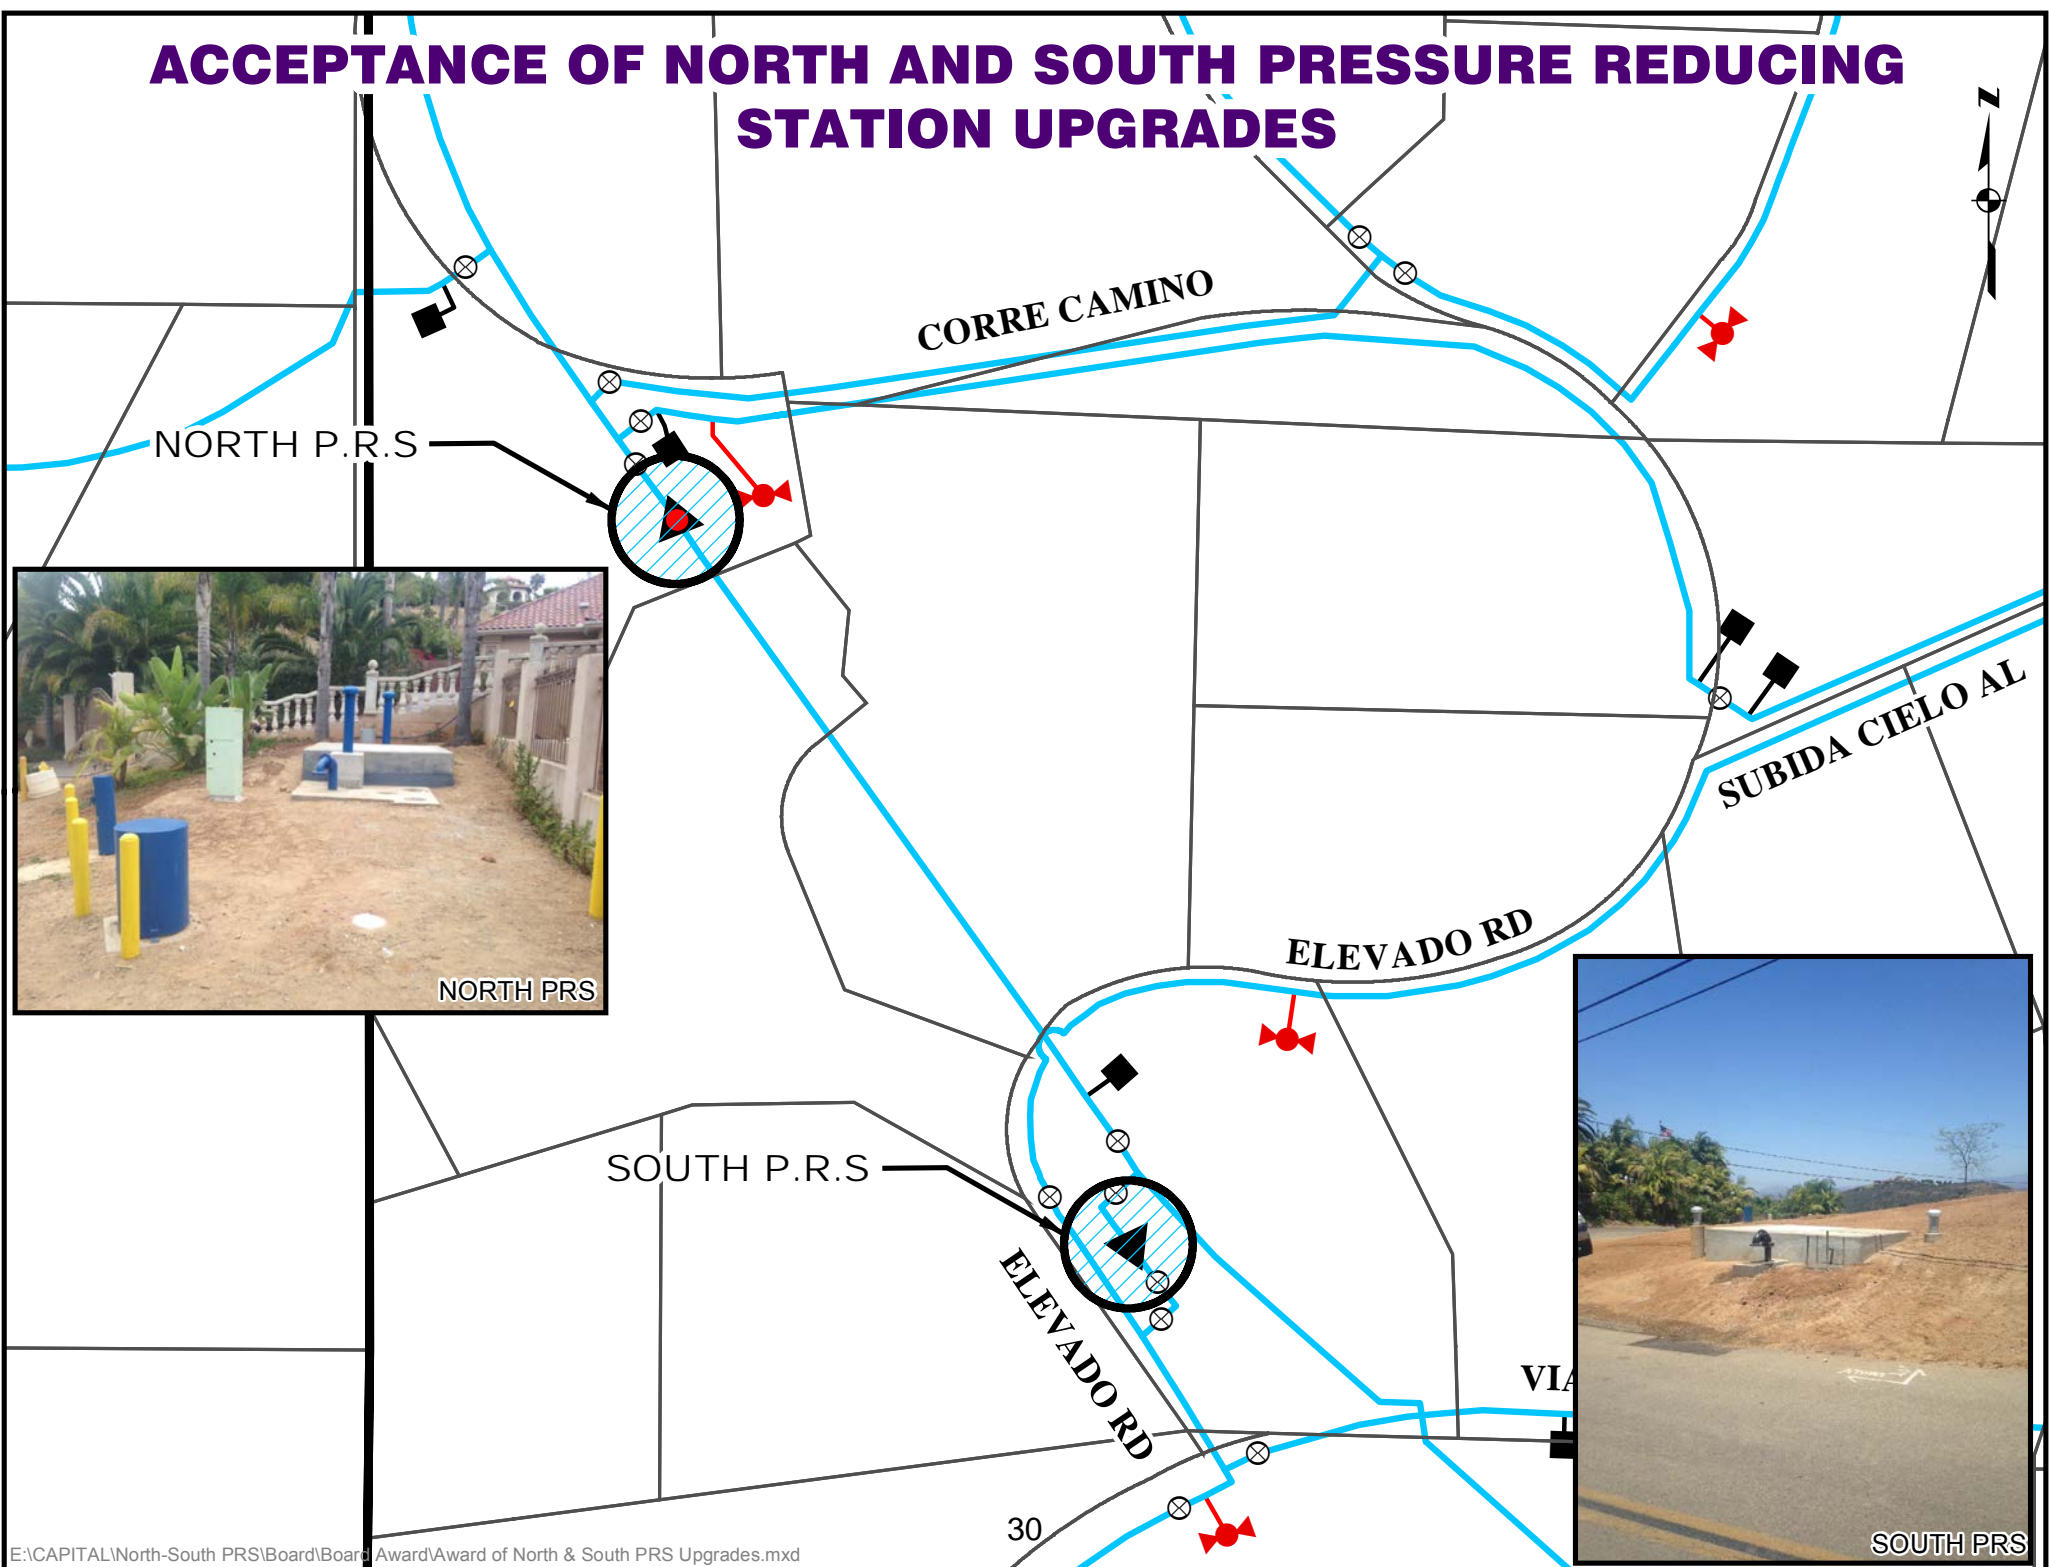 ACCEPTANCE OF NORTH AND SOUTH PRESSURE REDUCING
STATION UPGRADES
N
CORRE CAMINO
NORTH P.R.S
SUBIDA CIELO AL
ELEVADO RD
NORTH PRS
SOUTH P.R.S
ELEVADO RD
VIA
30
SOUTH PRS
E:\CAPITAL\North-South PRS\Board\Board Award\Award of North & South PRS Upgrades.mxd